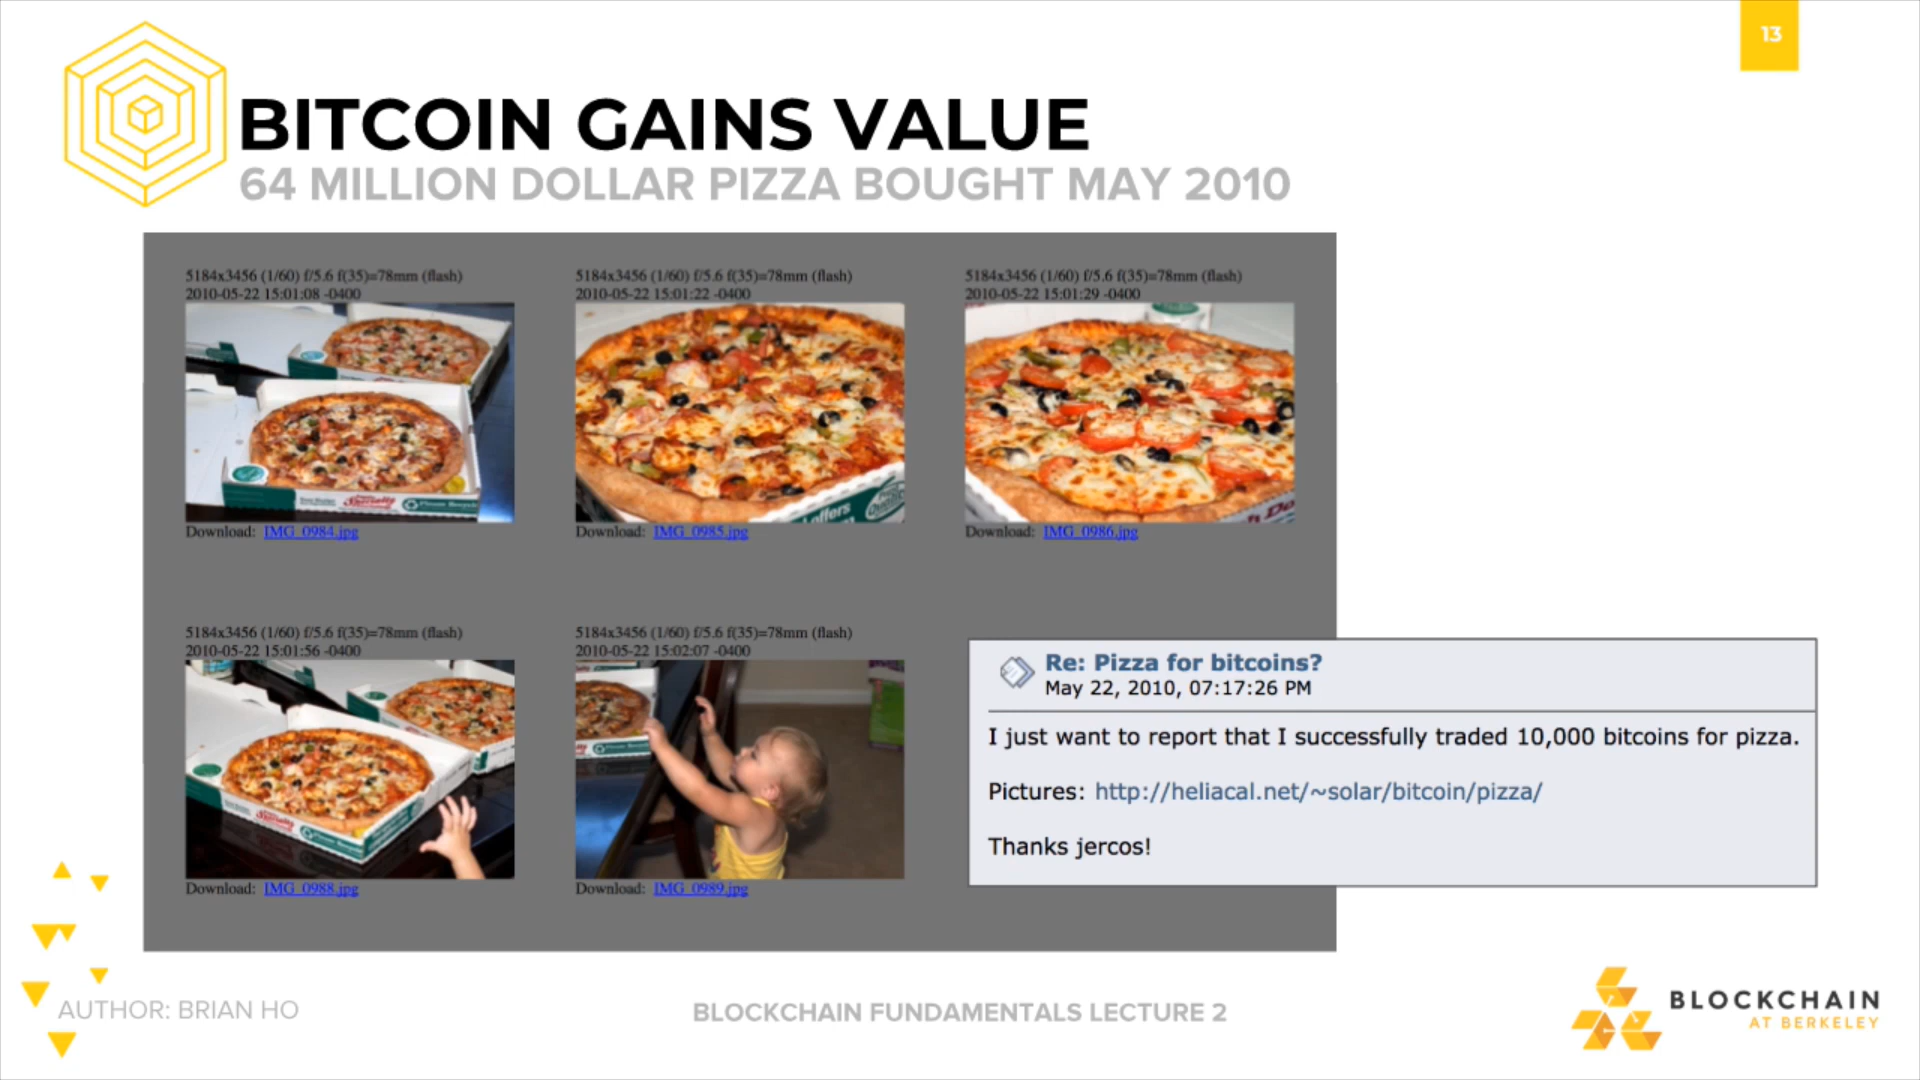 13
BITCOIN GAINS VALUE
64 MILLION DOLLAR PIZZA BOUGHT MAY 2010
5184x3456 (1/60) f/5.6 f(35)=78mm (flash)
2010-05-22 15:01:08 -0400
Download: IMG_0984.jpg
5184x3456 (1/60) f/5.6 f(35)=78mm (flash)
2010-05-22 15:01:22 -0400
offers
Download: IMG_0985.jpg
5184x3456 (1/60) f/5.6 f(35)=78mm (flash)
2010-05-22 15:01:29 -0400
Download: IMG_0986.jpg
5184x3456 (1/60) f/5.6 f(35)=78mm (flash)
2010-05-22 15:01:56 -0400
Download: IMG_0988.jpg
5184x3456 (1/60) f/5.6 f(35)=78mm (flash)
2010-05-22 15:02:07 -0400
Download: IMG_0989.jpg
Re: Pizza for bitcoins?
May 22, 2010, 07:17:26 PM
I just want to report that I successfully traded 10,000 bitcoins for pizza.
Pictures: http://heliacal.net/~solar/bitcoin/pizza/
Thanks jercos!
AUTHOR: BRIAN HO
BLOCKCHAIN FUNDAMENTALS LECTURE 2
BLOCKCHAIN
AT BERKELEY